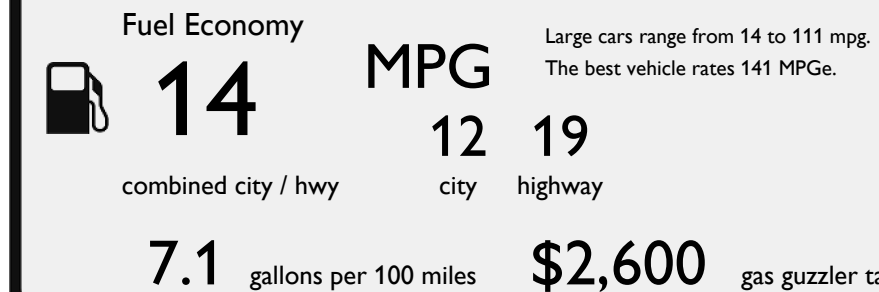 Fuel Economy
Large cars range from 14 to 111 mpg.
The best vehicle rates 141 MPGe.
14 MPG
12 19
combined city / hwy city highway
7.1 gallons per 100 miles $2,600 gas guzzler ta